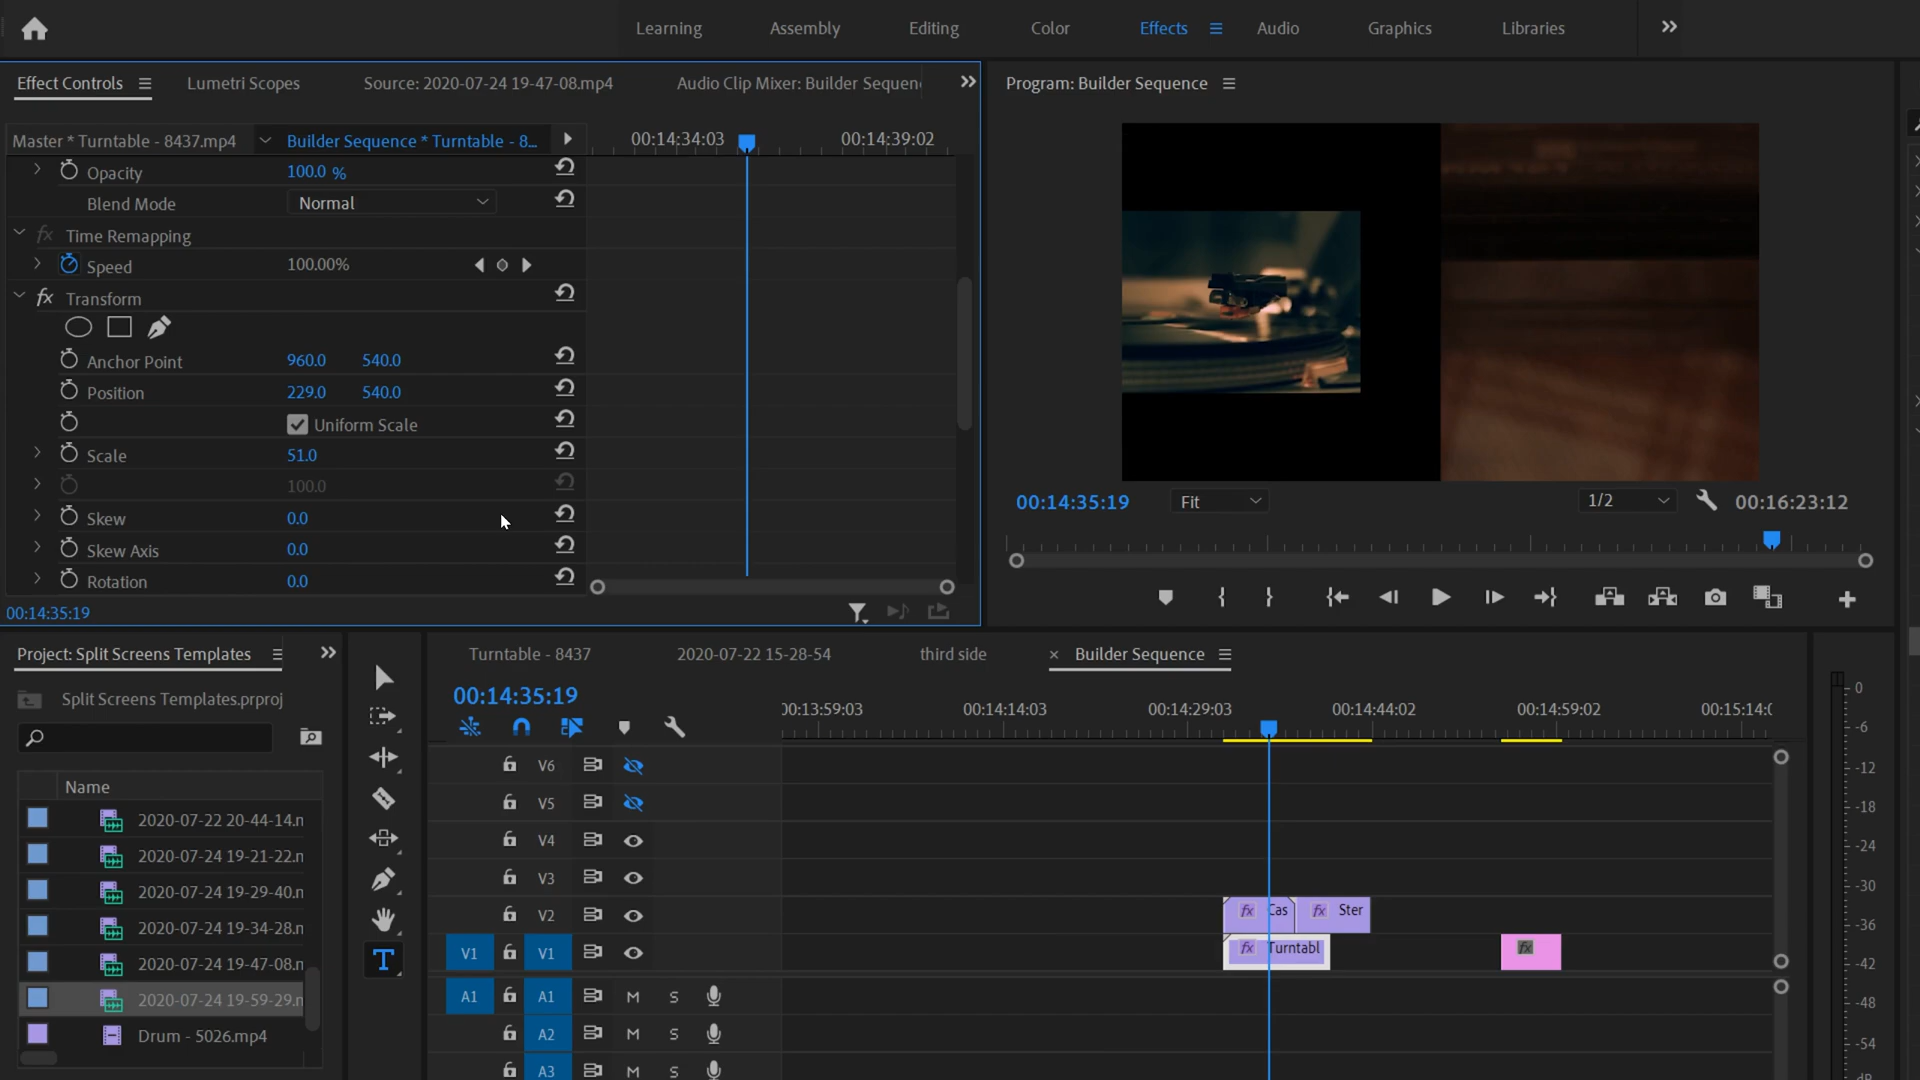 Learning Assembly Editing Color Effects Audio Graphics Libraries
Effect Controls Lumetri Scopes Source: 2020-07-24 19-47-08.mp4 Audio Clip Mixer: Builder Sequen
Program: Builder Sequence
Master * Turntable - 8437.mp4 Builder Sequence * Turntable - 8... 00:14:34:03 00:14:39:02
Opacity 100.0 %
Blend Mode Normal
fx Time Remapping
Speed 100.00%
fx Transform
Anchor Point 960.0 540.0
Position 229.0 540.0
Uniform Scale
Scale 51.0
100.0
Skew 0.0
Skew Axis 0.0
Rotation 0.0
00:14:35:19
00:14:35:19 Fit 1/2 00:16:23:12
Project: Split Screens Templates
Split Screens Templates.prproj
Name
2020-07-22 20-44-14.n
2020-07-24 19-21-22.n
2020-07-24 19-29-40.n
2020-07-24 19-34-28.n
2020-07-24 19-47-08.n
2020-07-24 19-59-29.n
Drum - 5026.mp4
T
Turntable - 8437 2020-07-22 15-28-54 third side × Builder Sequence
00:14:35:19
00:13:59:03 00:14:14:03 00:14:29:03 00:14:44:02 00:14:59:02 00:15:14:0
V6
V5
V4
V3
V2 fx Cas fx Ster
V1 V1 fx Turntabl fx
A1 A1 M S
A2 M S
A3 M S
0
-6
-12
-18
-24
-30
-36
-42
-48
-54
dB